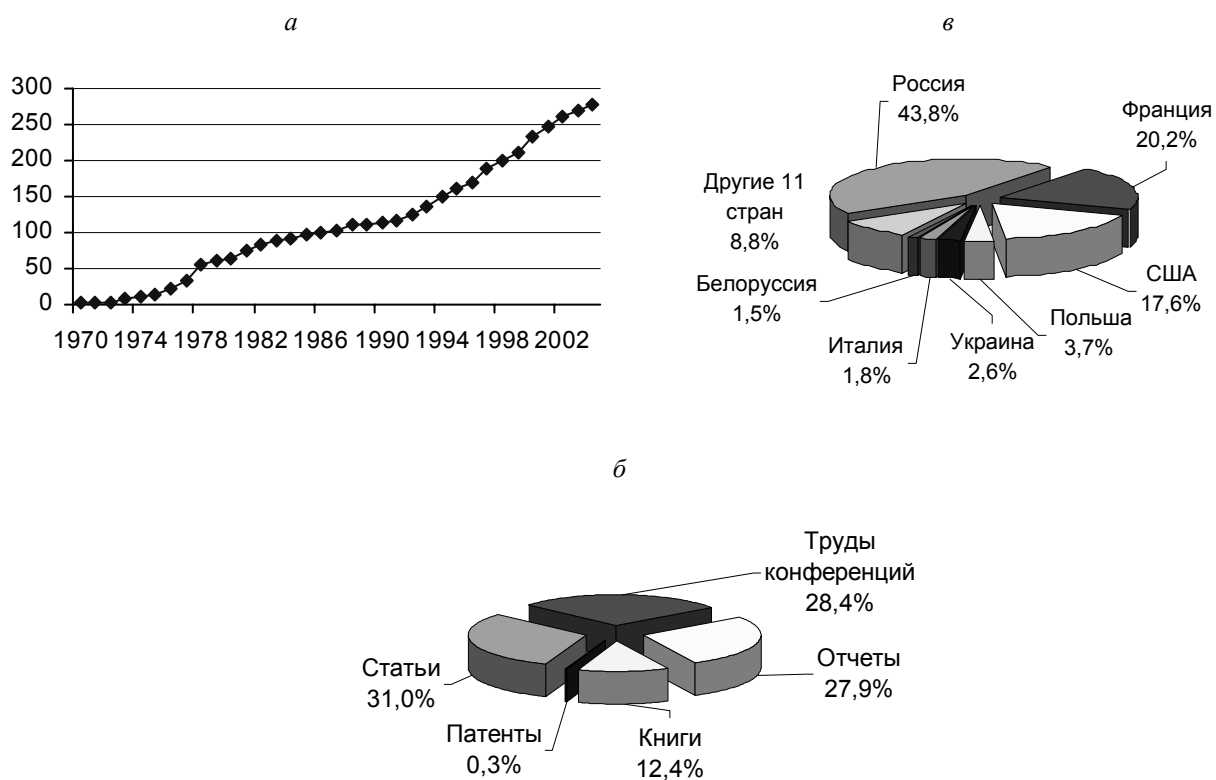 а
300
250
200
150
100
50
0
1970 1974 1978 1982 1986 1990 1994 1998 2002
в
Россия
43,8%
Франция
20,2%
Другие 11
стран
8,8%
США
17,6%
Белоруссия
1,5%
Польша
3,7%
Украина
2,6%
Италия
1,8%
б
Труды
конференций
28,4%
Статьи
31,0%
Отчеты
27,9%
Патенты
0,3%
Книги
12,4%